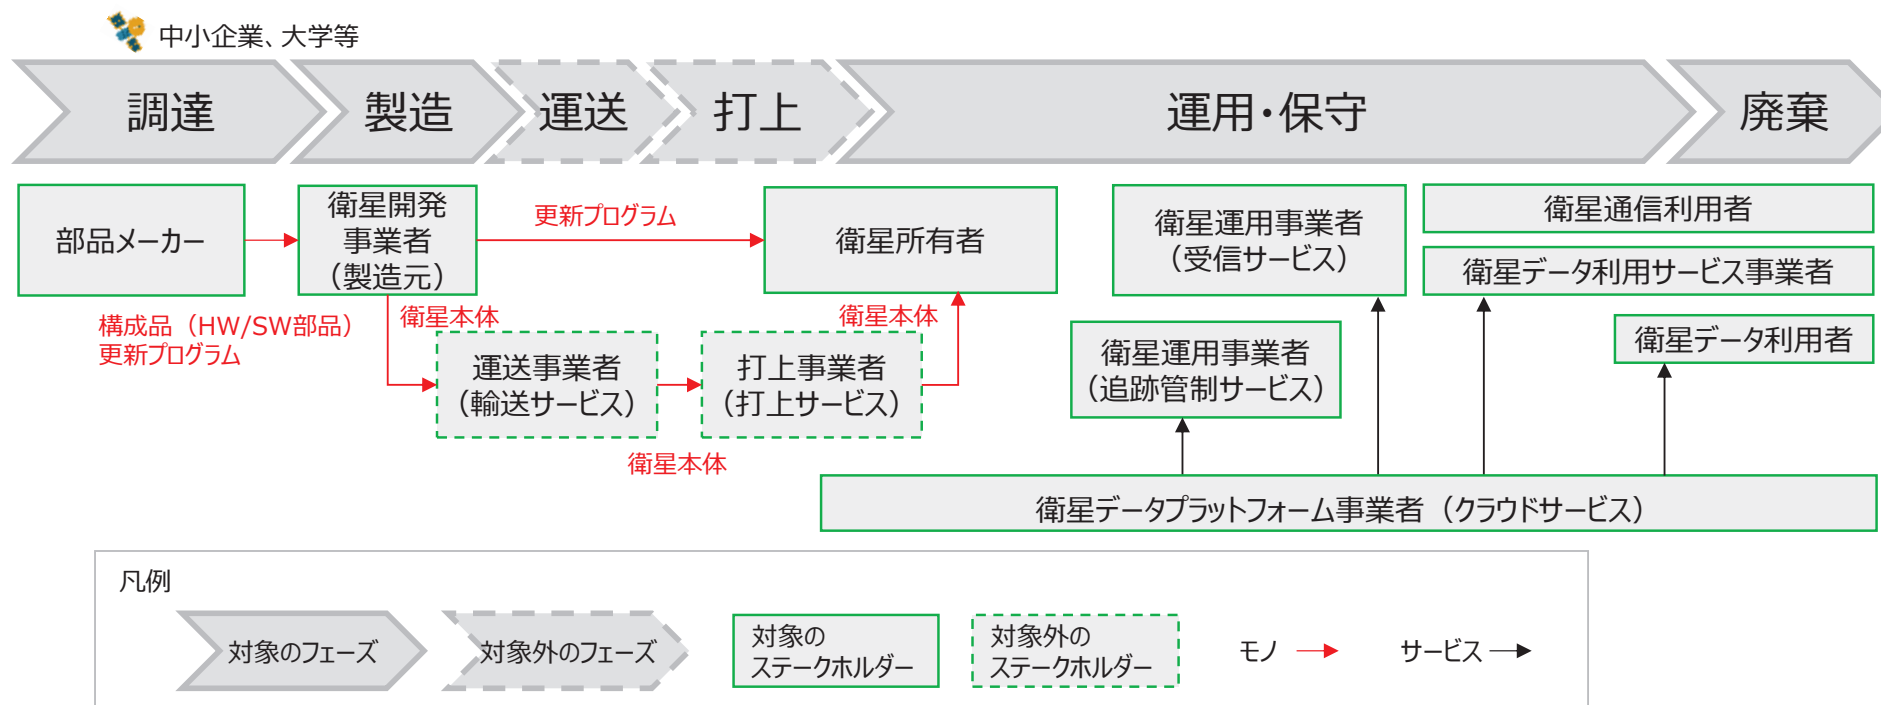 中小企業、大学等
調達
製造
運送
打上
運用・保守
廃棄
部品メーカー
衛星開発
事業者
（製造元）
更新プログラム
衛星所有者
衛星運用事業者
（受信サービス）
衛星通信利用者
衛星データ利用サービス事業者
衛星データ利用者
構成品（HW/SW部品）
更新プログラム
衛星本体
運送事業者
（輸送サービス）
衛星本体
打上事業者
（打上サービス）
衛星本体
衛星運用事業者
（追跡管制サービス）
衛星データプラットフォーム事業者（クラウドサービス）
凡例
対象のフェーズ
対象外のフェーズ
対象の
ステークホルダー
対象外の
ステークホルダー
モノ
サービス